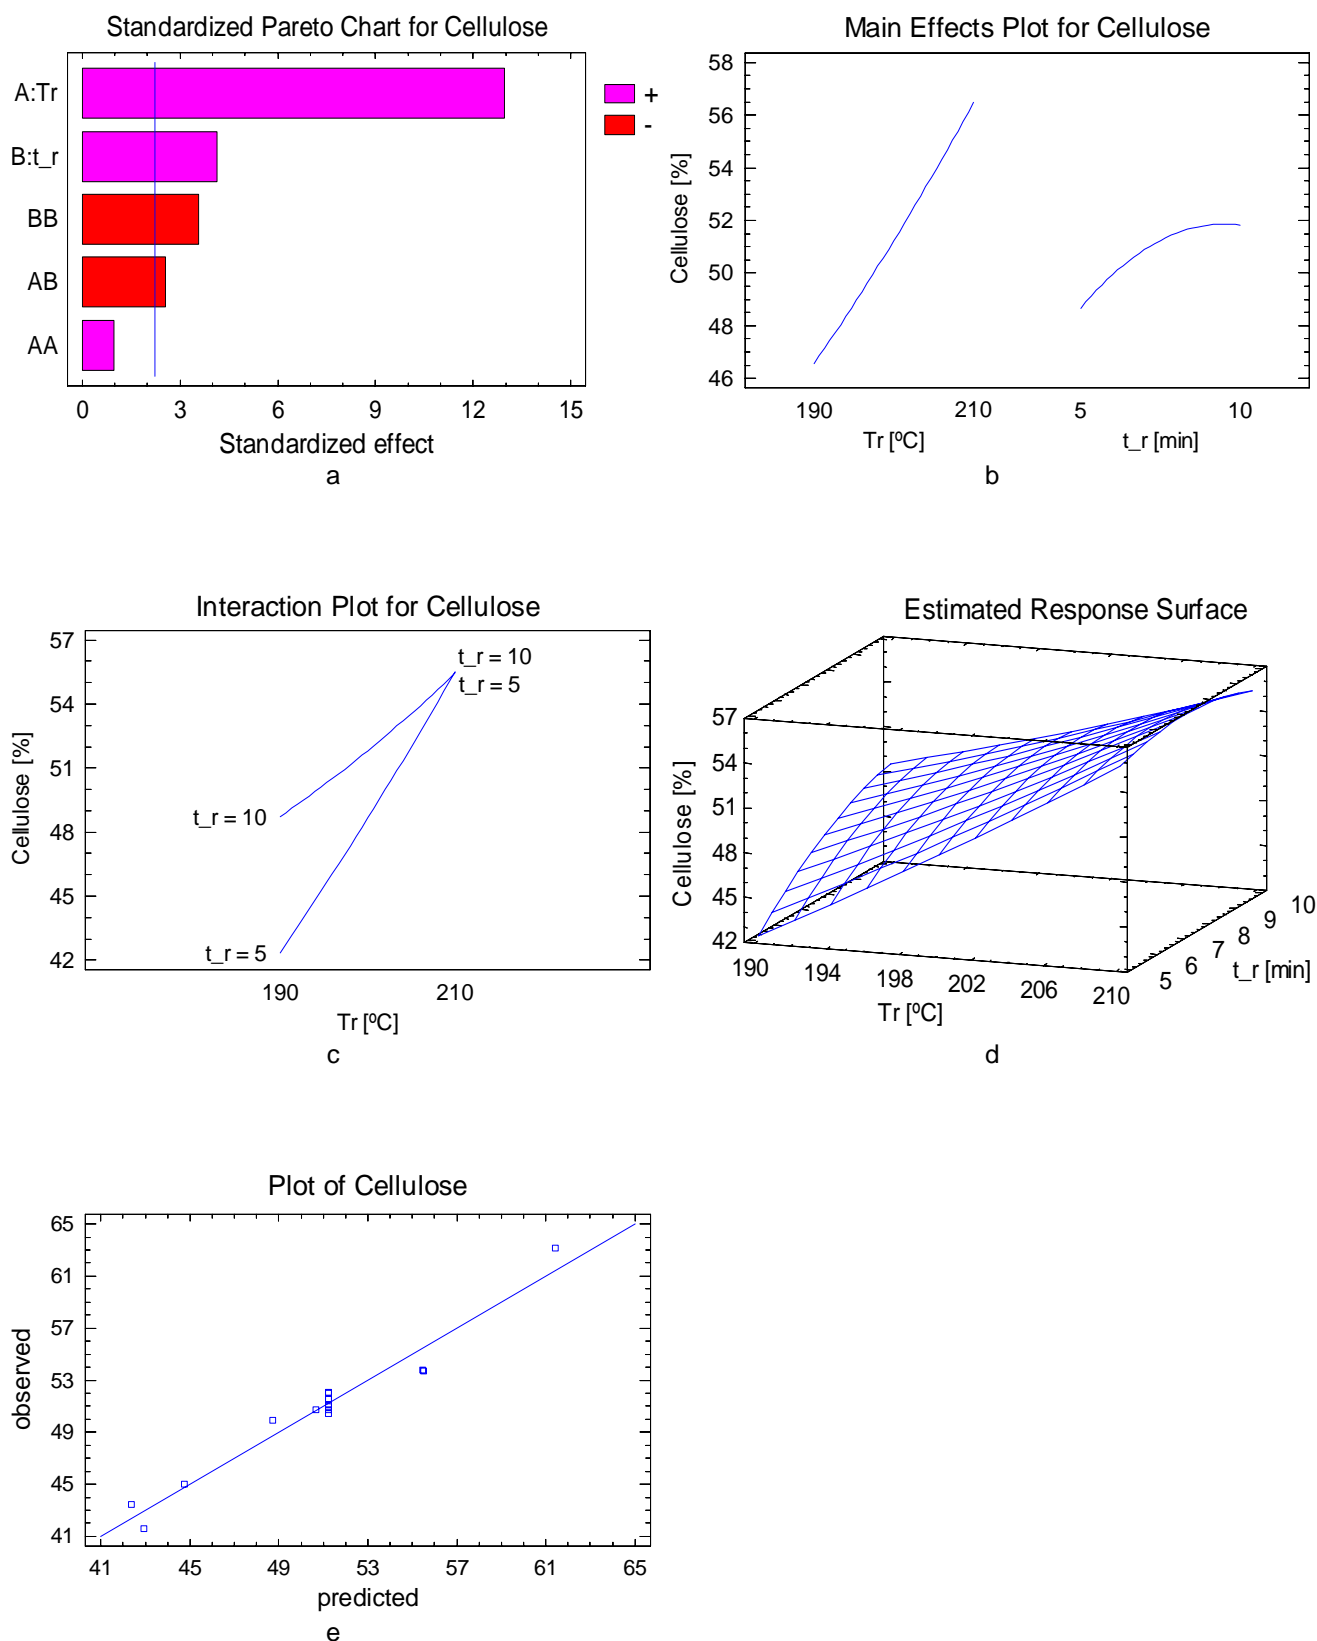 Standardized Pareto Chart for Cellulose
A:Tr
B:t_r
BB
AB
AA
+
-
0 3 6 9 12 15
Standardized effect
a
Main Effects Plot for Cellulose
58
56
54
52
50
48
46
Cellulose [%]
190 210 5 10
Tr [ºC] t_r [min]
b
Interaction Plot for Cellulose
57
54
51
48
45
42
Cellulose [%]
t_r = 10
t_r = 5
t_r = 10
t_r = 5
190 210
Tr [ºC]
c
Estimated Response Surface
57
54
51
48
45
42
Cellulose [%]
190 194 198 202 206 210
Tr [ºC]
5 6 7 8 9 10
t_r [min]
d
Plot of Cellulose
65
61
57
53
49
45
41
observed
41 45 49 53 57 61 65
predicted
e